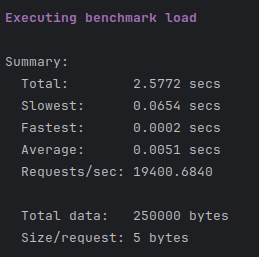 Executing benchmark load
Summary:
Total: 2.5772 secs
Slowest: 0.0654 secs
Fastest: 0.0002 secs
Average: 0.0051 secs
Requests/sec: 19400.6840
Total data: 250000 bytes
Size/request: 5 bytes